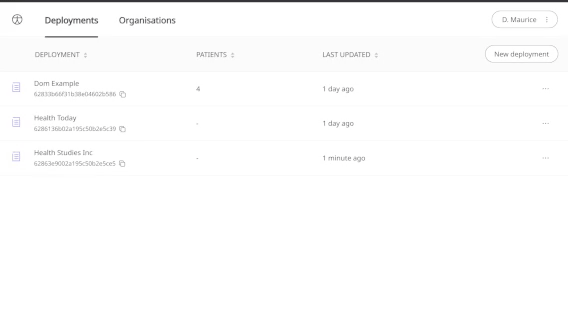 Deployments Organisations D, Maurice
DEPLOYMENT PATIENTS LAST UPDATED New deployment
Dom Example
62833b66f31b38e04602b586
4 1 day ago
Health Today
6286136b02a195c50b2e5c39
- 1 day ago
Health Studies Inc
62863e9002a195c50b2e5ce5
- 1 minute ago